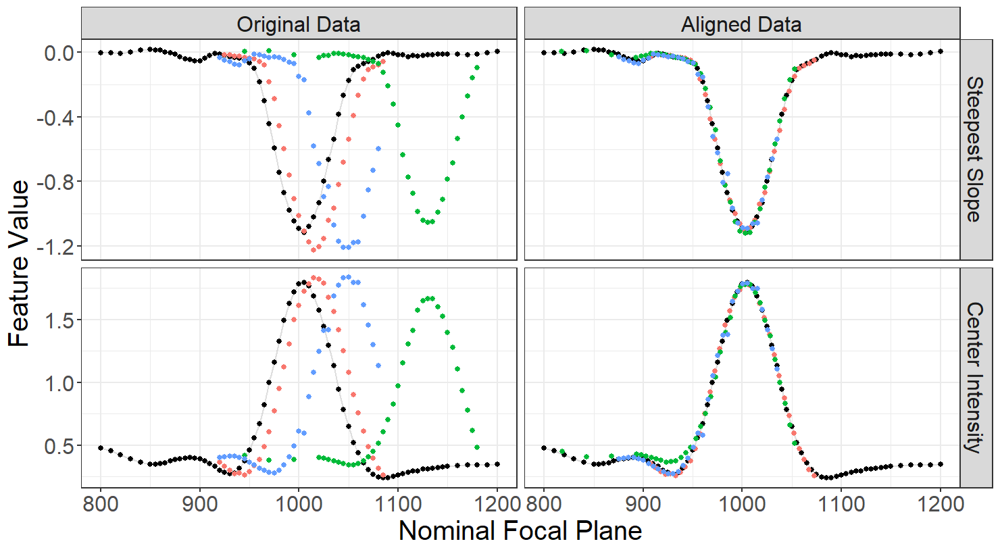 Original Data
Aligned Data
0.0
-0.4
-0.8
-1.2
Steepest Slope
Feature Value
1.5
1.0
0.5
Center Intensity
800 900 1000 1100 1200
800 900 1000 1100 1200
Nominal Focal Plane